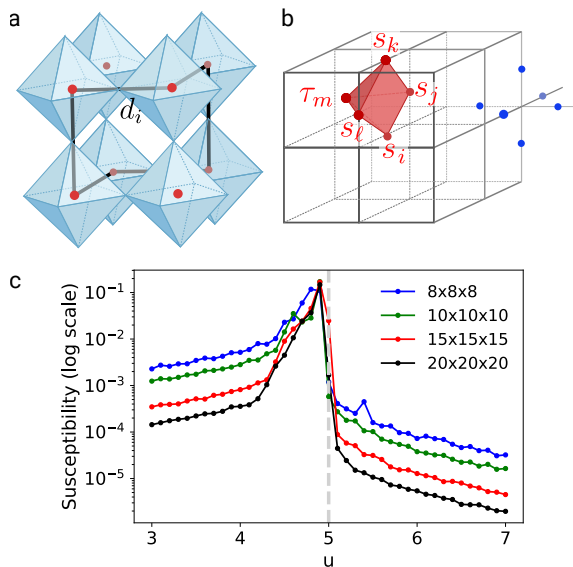 a
d_i
b
s_k
τ_m
s_j
s_ℓ
s_i
c
Susceptibility (log scale)
10⁻¹
10⁻²
10⁻³
10⁻⁴
10⁻⁵
8x8x8
10x10x10
15x15x15
20x20x20
3 4 5 6 7
u